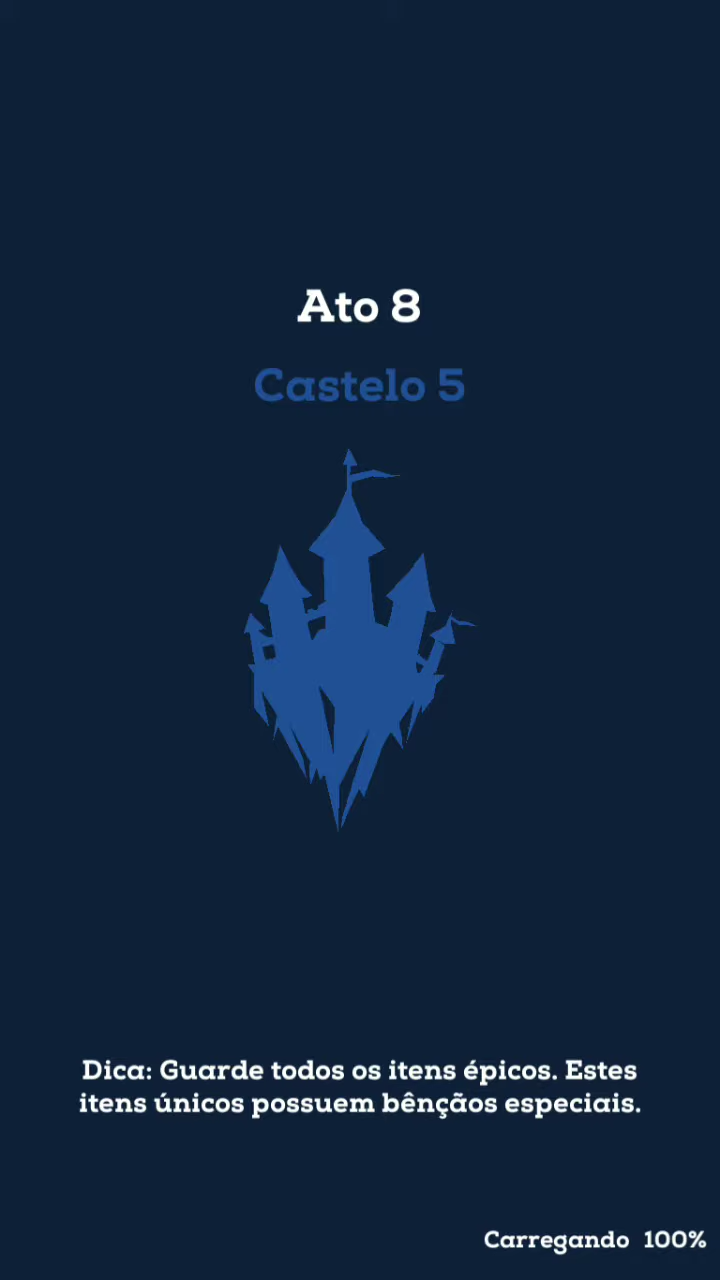 Ato 8
Castelo 5
Dica: Guarde todos os itens épicos. Estes
itens únicos possuem bênçãos especiais.
Carregando 100%